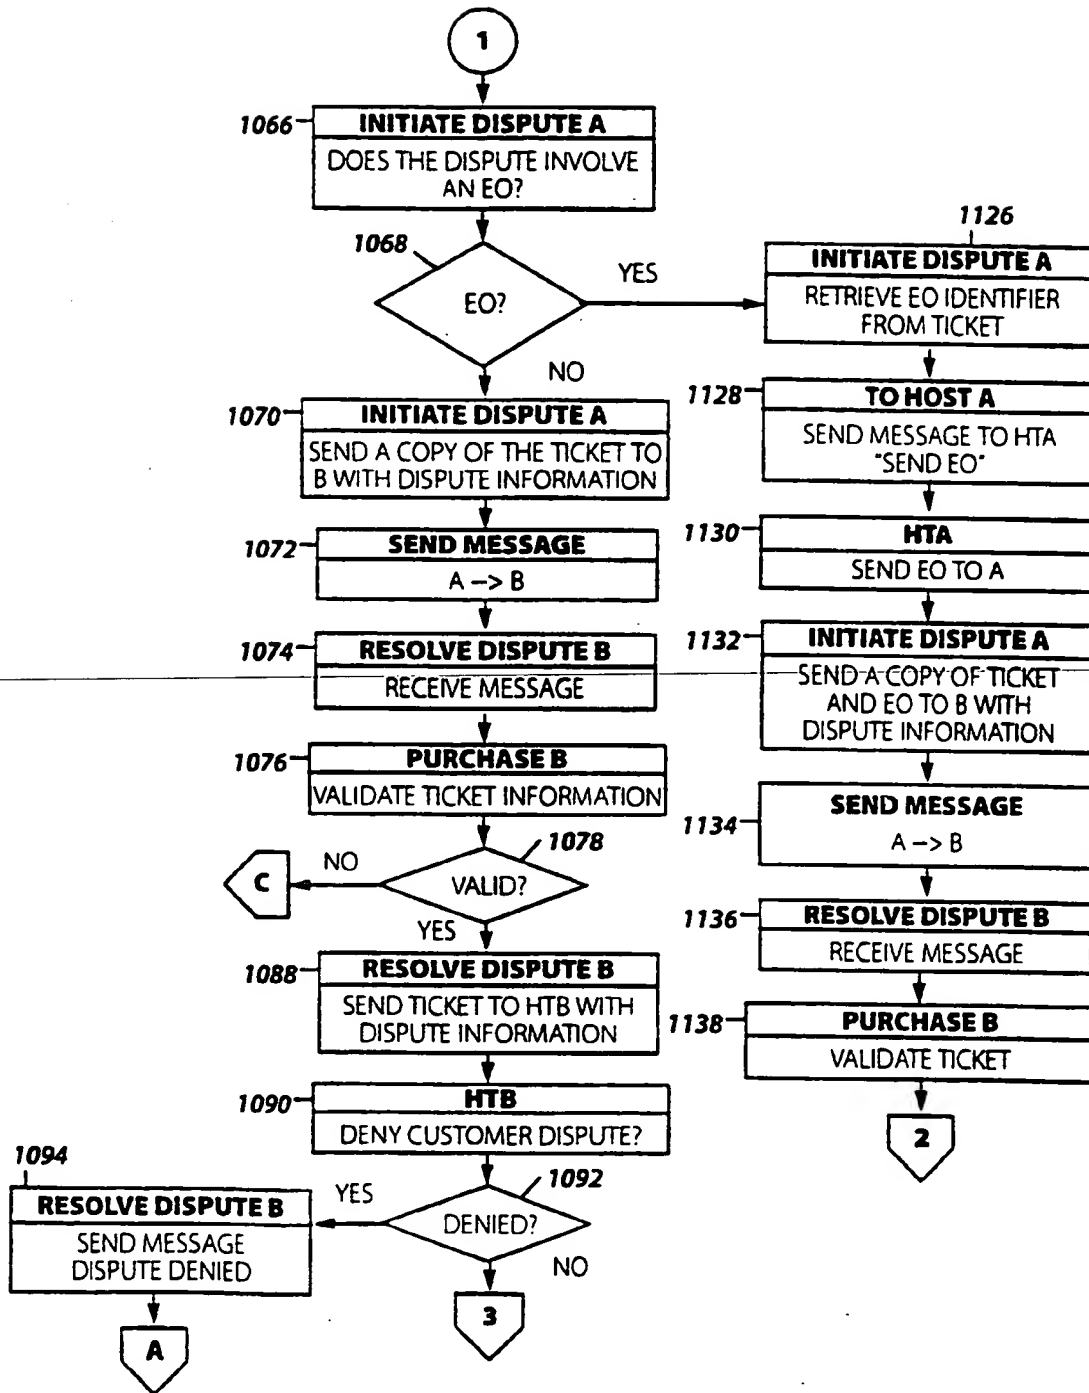 1
1066
INITIATE DISPUTE A
DOES THE DISPUTE INVOLVE
AN EO?
1068
EO?
YES
NO
1070
INITIATE DISPUTE A
SEND A COPY OF THE TICKET TO
B WITH DISPUTE INFORMATION
1072
SEND MESSAGE
A –> B
1074
RESOLVE DISPUTE B
RECEIVE MESSAGE
1076
PURCHASE B
VALIDATE TICKET INFORMATION
1078
VALID?
NO
C
YES
1088
RESOLVE DISPUTE B
SEND TICKET TO HTB WITH
DISPUTE INFORMATION
1090
HTB
DENY CUSTOMER DISPUTE?
1092
DENIED?
YES
NO
1094
RESOLVE DISPUTE B
SEND MESSAGE
DISPUTE DENIED
A
3
1126
INITIATE DISPUTE A
RETRIEVE EO IDENTIFIER
FROM TICKET
1128
TO HOST A
SEND MESSAGE TO HTA
"SEND EO"
1130
HTA
SEND EO TO A
1132
INITIATE DISPUTE A
SEND A COPY OF TICKET
AND EO TO B WITH
DISPUTE INFORMATION
1134
SEND MESSAGE
A –> B
1136
RESOLVE DISPUTE B
RECEIVE MESSAGE
1138
PURCHASE B
VALIDATE TICKET
2